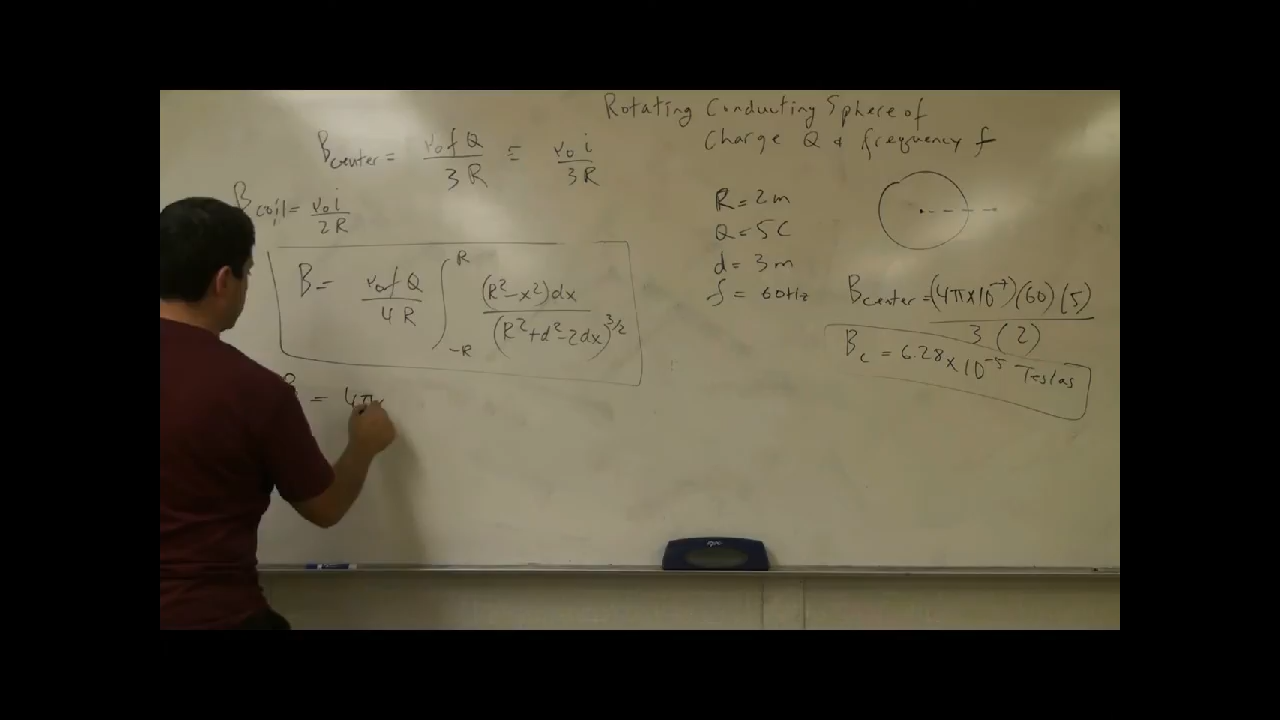 Rotating Conducting Sphere of
Charge Q & frequency f
B_center = μ₀fQ/3R ≡ μ₀i/3R
B_coil = μ₀i/2R
B = μ₀fQ/4R ∫_{-R}^{R} (R²-x²)dx/(R²+d²-2dx)^{3/2}
B = 4π
R = 2m
Q = 5C
d = 3m
f = 60Hz
B_center = (4π×10⁻⁷)(60)(5)/3(2)
B_c = 6.28×10⁻⁵ Teslas